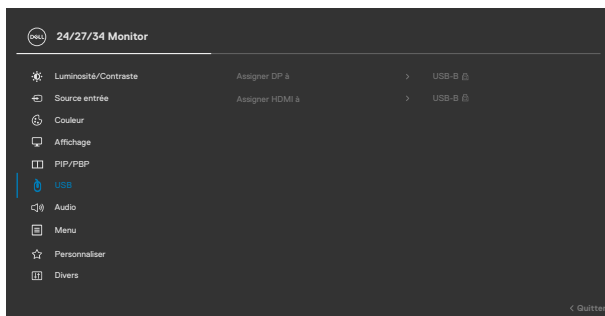 DELL 24/27/34 Monitor
Luminosité/Contraste Assigner DP à > USB-B
Source entrée Assigner HDMI à > USB-B
Couleur
Affichage
PIP/PBP
USB
Audio
Menu
Personnaliser
Divers
< Quitter